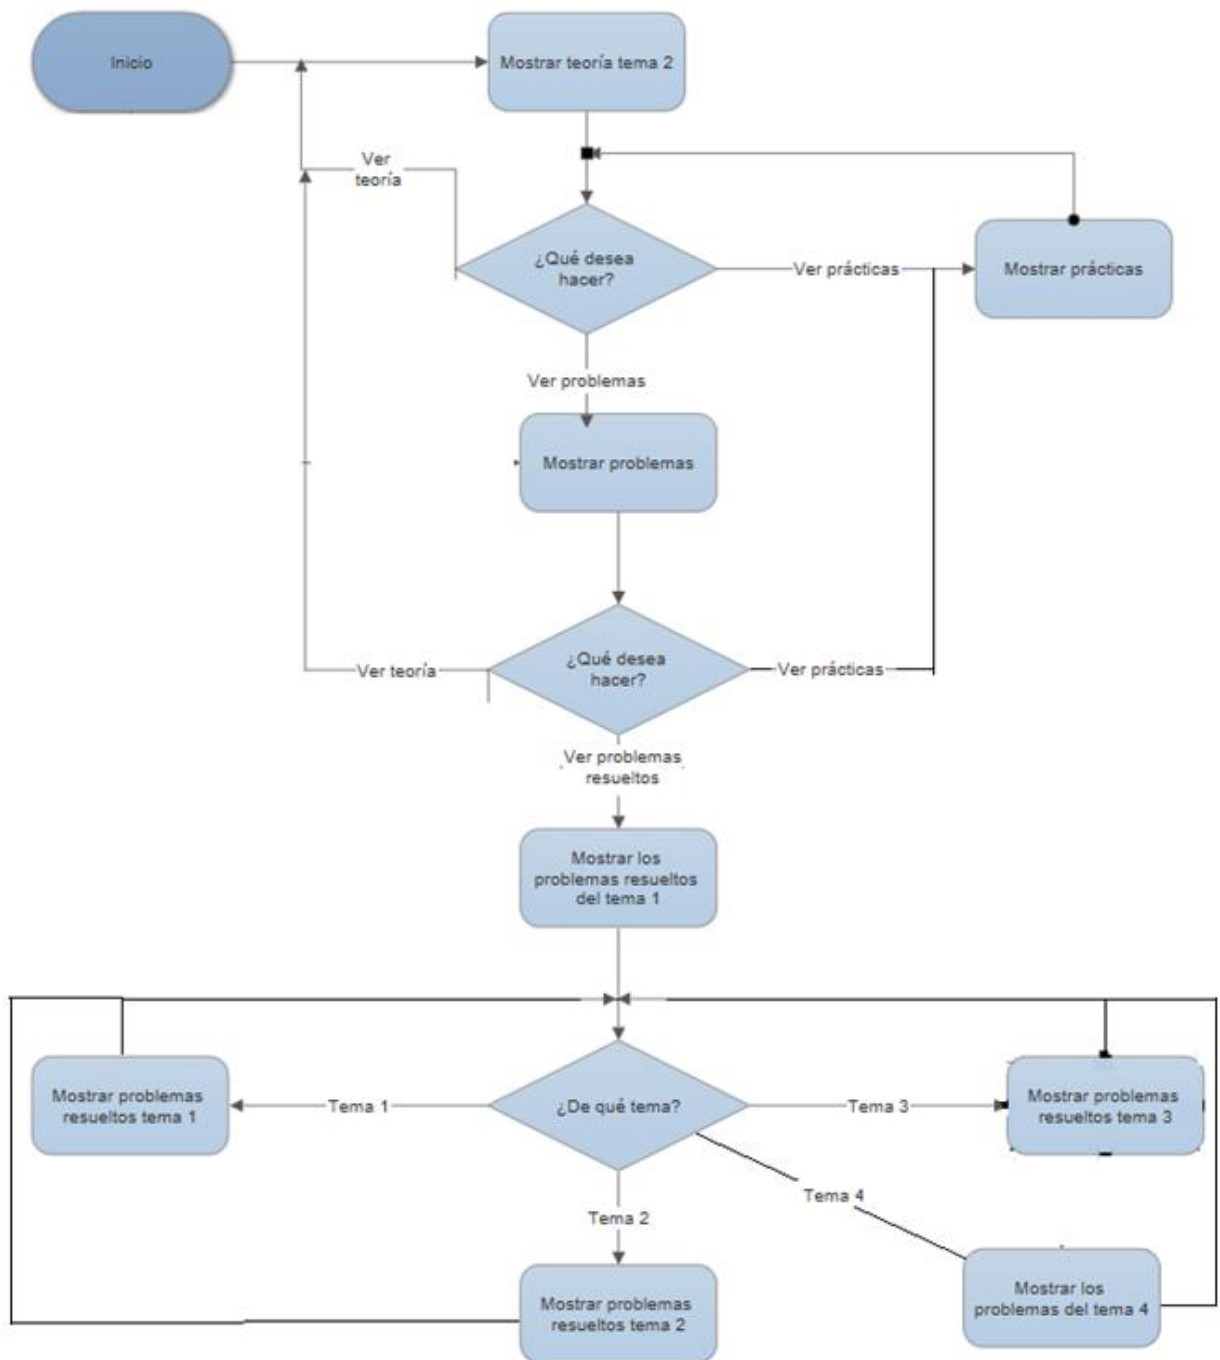 Inicio
Mostrar teoría tema 2
Ver
teoría
¿Qué desea
hacer?
Ver prácticas
Mostrar prácticas
Ver problemas
Mostrar problemas
Ver teoría
¿Qué desea
hacer?
Ver prácticas
Ver problemas
resueltos
Mostrar los
problemas resueltos
del tema 1
Mostrar problemas
resueltos tema 1
Tema 1
¿De qué tema?
Tema 3
Mostrar problemas
resueltos tema 3
Tema 4
Tema 2
Mostrar problemas
resueltos tema 2
Mostrar los
problemas del tema 4